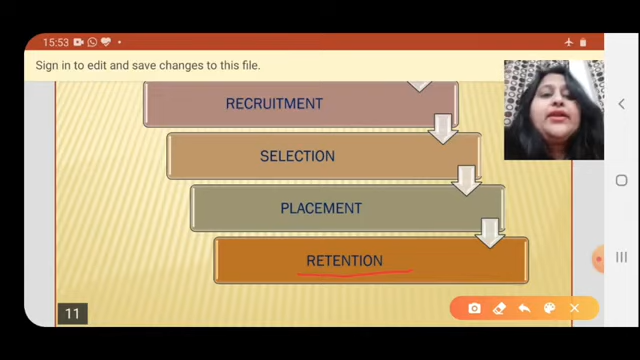 15:53
Sign in to edit and save changes to this file.
RECRUITMENT
SELECTION
PLACEMENT
RETENTION
11